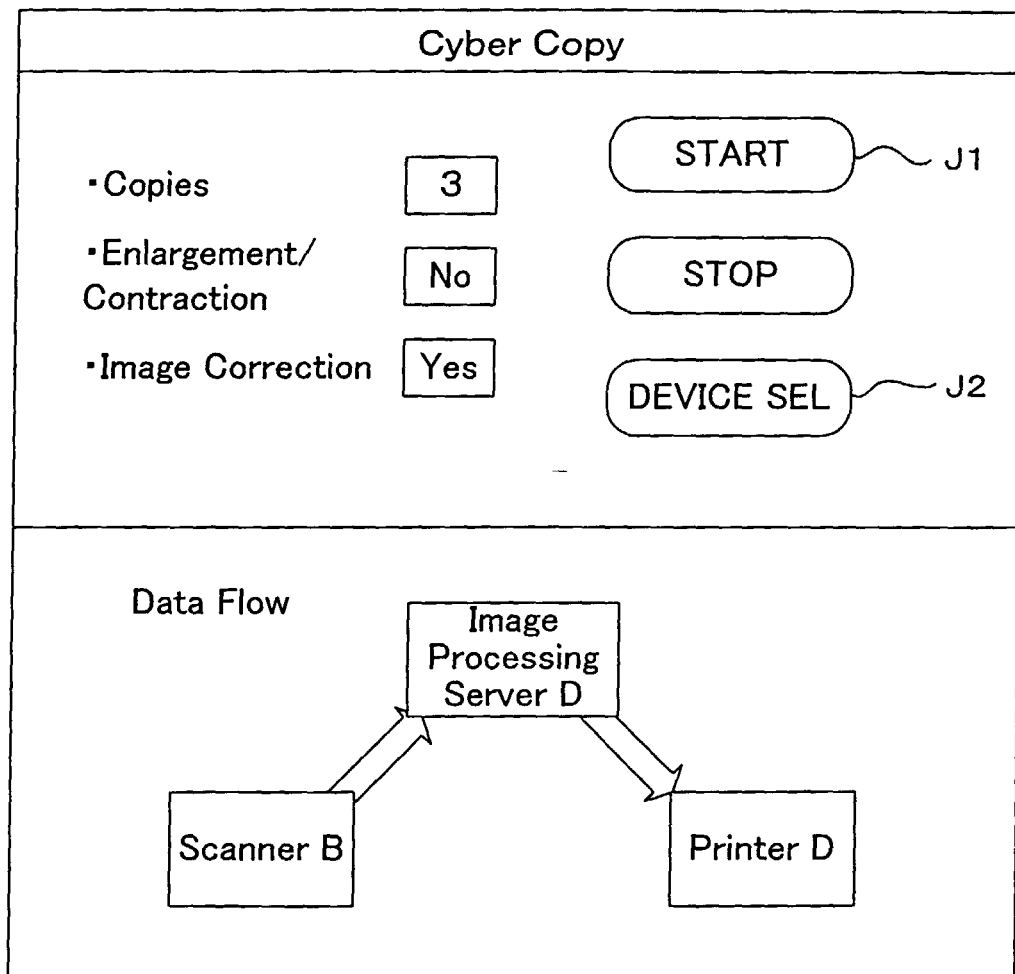 Cyber Copy
・Copies
3
START
J1
・Enlargement/
Contraction
No
STOP
・Image Correction
Yes
DEVICE SEL
J2
Data Flow
Image
Processing
Server D
Scanner B
Printer D